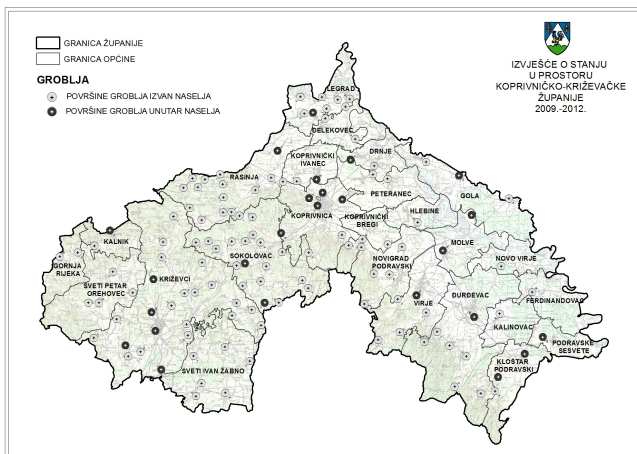 GRANICA ŽUPANIJE
GRANICA OPĆINE
GROBLJA
POVRŠINE GROBLJA IZVAN NASELJA
POVRŠINE GROBLJA UNUTAR NASELJA
IZVJEŠĆE O STANJU
U PROSTORU
KOPRIVNIČKO-KRIŽEVAČKE
ŽUPANIJE
2009.-2012.
LEGRAD
ĐELEKOVEC
DRNJE
KOPRIVNIČKI
IVANEC
RASINJA
PETERANEC
GOLA
KOPRIVNICA
KOPRIVNIČKI
BREGI
HLEBINE
KALNIK
MOLVE
SOKOLOVAC
NOVIGRAD
PODRAVSKI
NOVO VIRJE
GORNJA
RIJEKA
KRIŽEVCI
SVETI PETAR
OREHOVEC
VIRJE
ĐURĐEVAC
FERDINANDOVAC
KALINOVAC
PODRAVSKE
SESVETE
KLOŠTAR
PODRAVSKI
SVETI IVAN ŽABNO